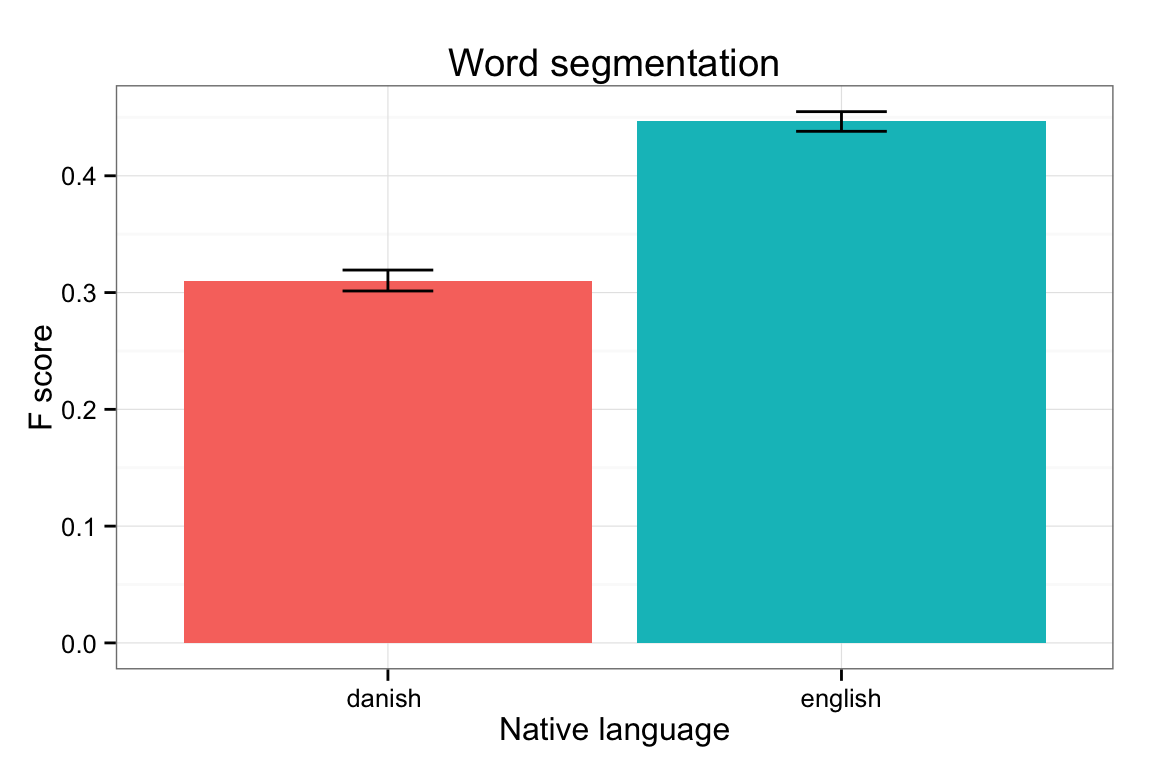 Word segmentation
F score
0.4
0.3
0.2
0.1
0.0
danish
english
Native language